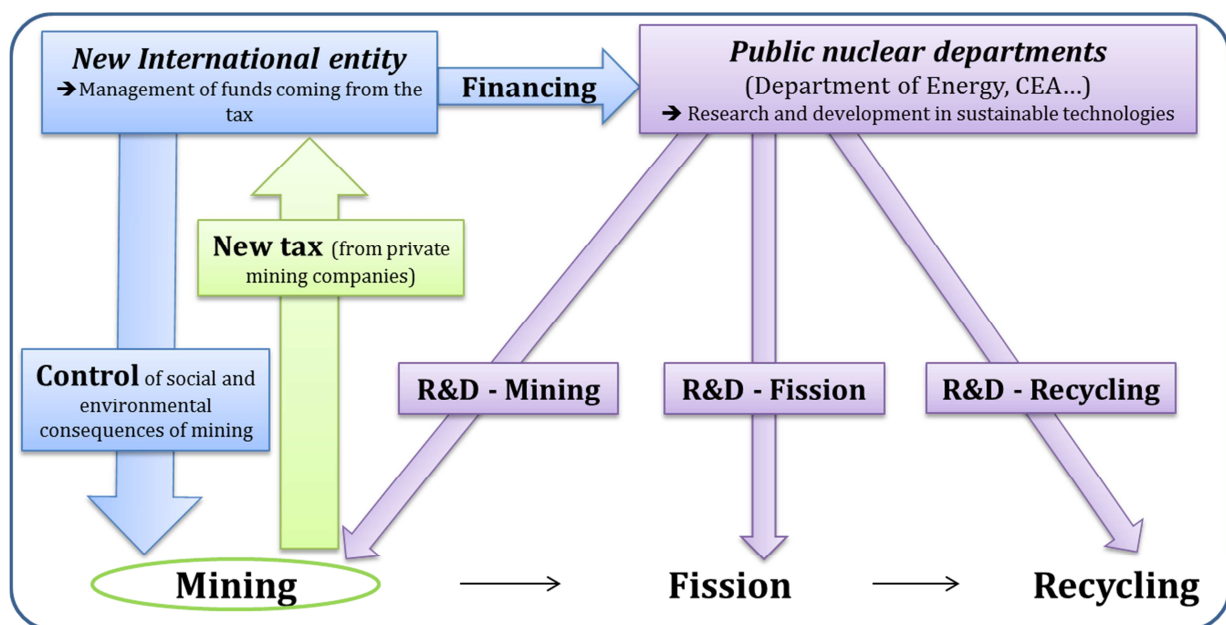 New International entity
➔ Management of funds coming from the
tax
Financing
Public nuclear departments
(Department of Energy, CEA...)
➔ Research and development in sustainable technologies
New tax (from private
mining companies)
Control of social and
environmental
consequences of mining
R&D - Mining
R&D - Fission
R&D - Recycling
Mining
Fission
Recycling